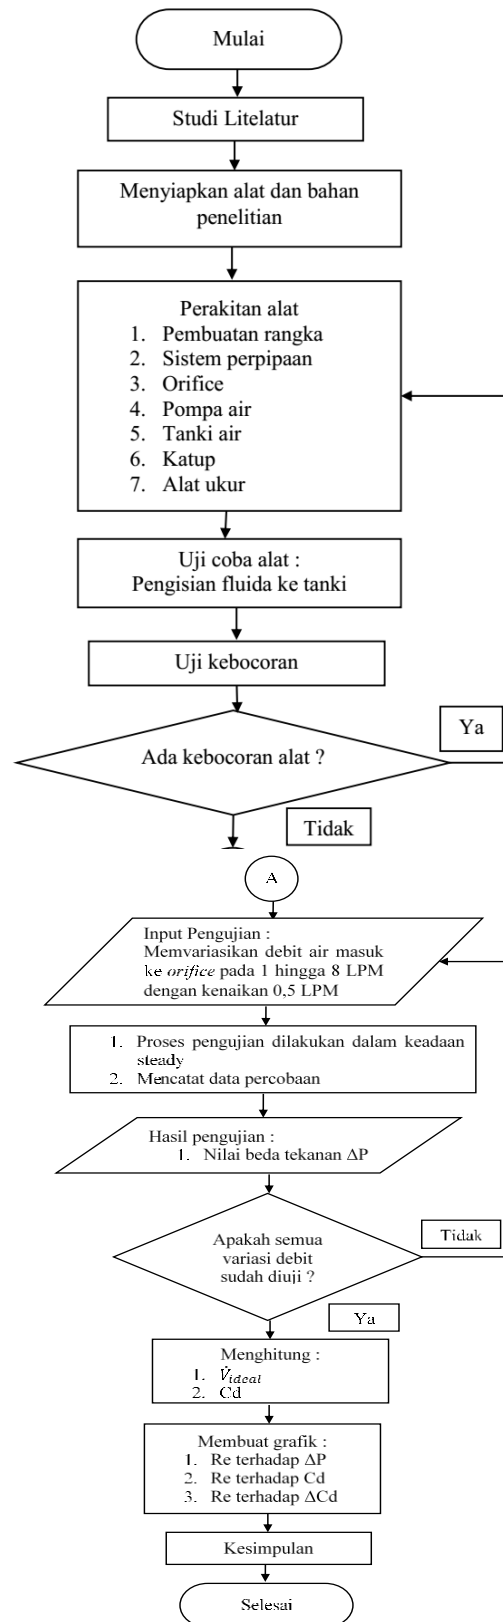 Mulai
Studi Litelatur
Menyiapkan alat dan bahan
penelitian
Perakitan alat
1. Pembuatan rangka
2. Sistem perpipaan
3. Orifice
4. Pompa air
5. Tanki air
6. Katup
7. Alat ukur
Uji coba alat :
Pengisian fluida ke tanki
Uji kebocoran
Ada kebocoran alat ?
Ya
Tidak
A
Input Pengujian :
Memvariasikan debit air masuk
ke orifice pada 1 hingga 8 LPM
dengan kenaikan 0,5 LPM
1. Proses pengujian dilakukan dalam keadaan
steady
2. Mencatat data percobaan
Hasil pengujian :
1. Nilai beda tekanan ΔP
Apakah semua
variasi debit
sudah diuji ?
Tidak
Ya
Menghitung :
1. V̇ideal
2. Cd
Membuat grafik :
1. Re terhadap ΔP
2. Re terhadap Cd
3. Re terhadap ΔCd
Kesimpulan
Selesai